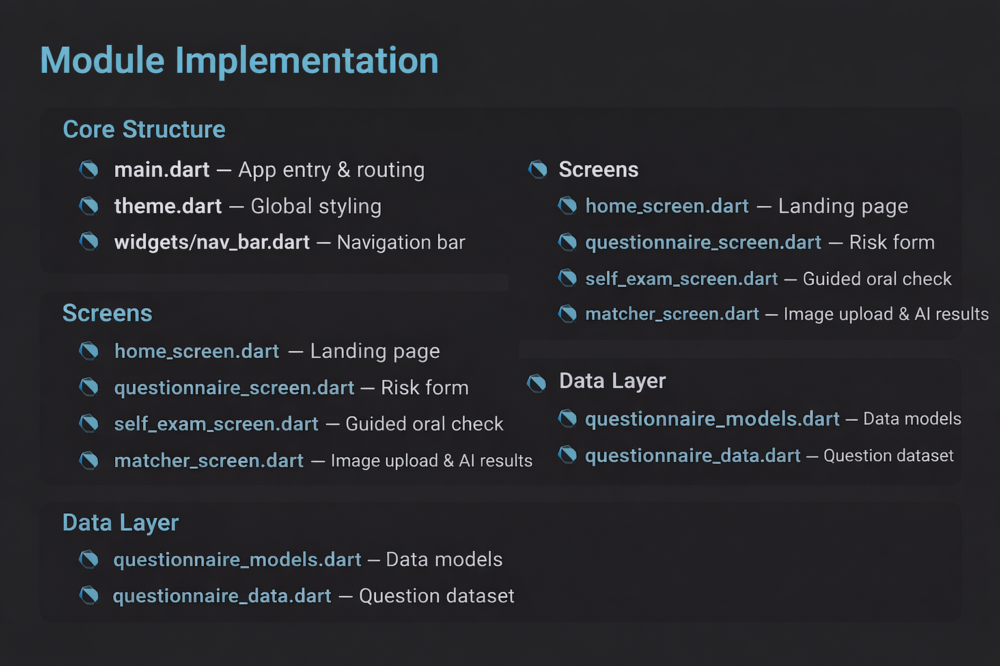 Module Implementation
Core Structure
main.dart — App entry & routing
theme.dart — Global styling
widgets/nav_bar.dart — Navigation bar
Screens
home_screen.dart — Landing page
questionnaire_screen.dart — Risk form
self_exam_screen.dart — Guided oral check
matcher_screen.dart — Image upload & AI results
Data Layer
questionnaire_models.dart — Data models
questionnaire_data.dart — Question dataset
Screens
home_screen.dart — Landing page
questionnaire_screen.dart — Risk form
self_exam_screen.dart — Guided oral check
matcher_screen.dart — Image upload & AI results
Data Layer
questionnaire_models.dart — Data models
questionnaire_data.dart — Question dataset